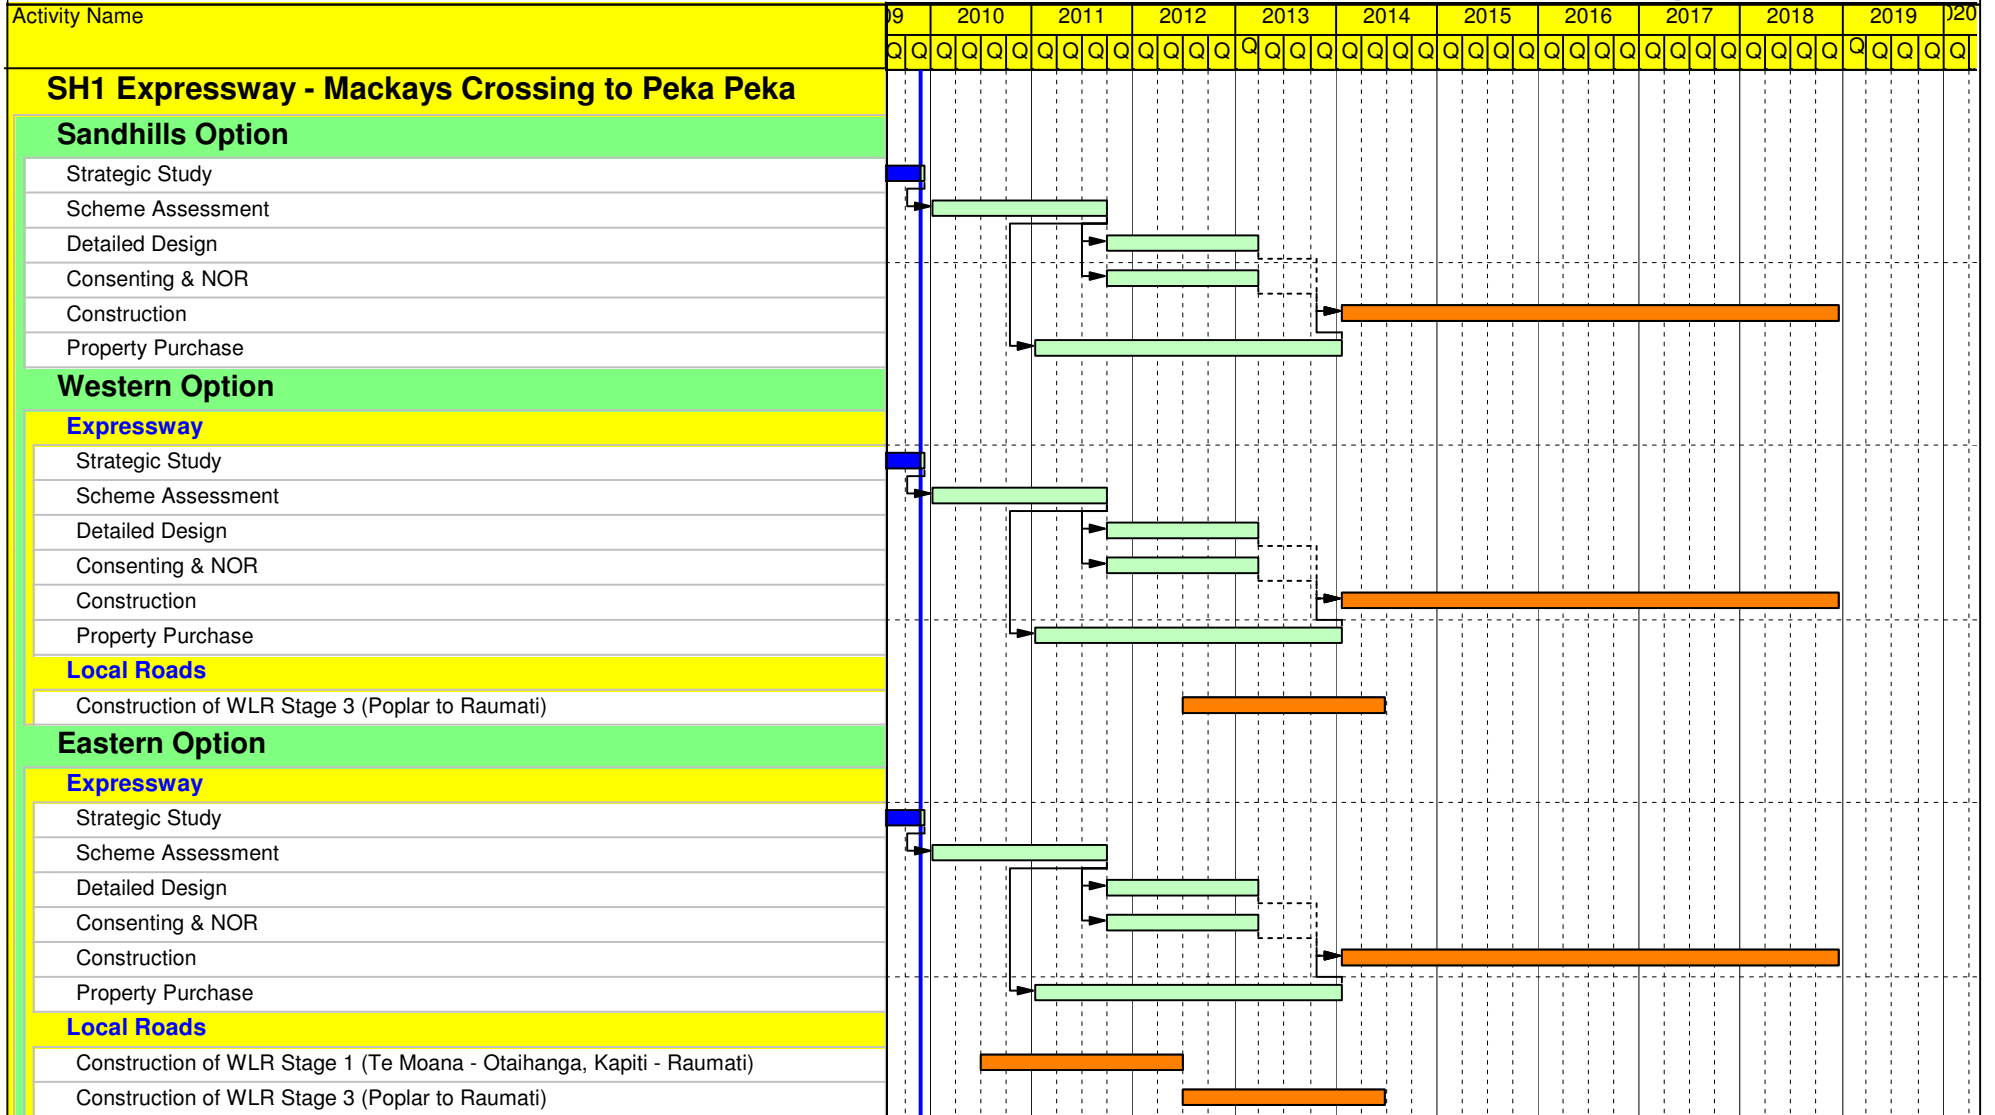 Activity Name
09 2010 2011 2012 2013 2014 2015 2016 2017 2018 2019 020
Q Q Q Q Q Q Q Q Q Q Q Q Q Q Q Q Q Q Q Q Q Q Q Q Q Q Q Q Q Q Q Q Q Q Q Q Q Q Q Q Q Q Q
SH1 Expressway - Mackays Crossing to Peka Peka
Sandhills Option
Strategic Study
Scheme Assessment
Detailed Design
Consenting & NOR
Construction
Property Purchase
Western Option
Expressway
Strategic Study
Scheme Assessment
Detailed Design
Consenting & NOR
Construction
Property Purchase
Local Roads
Construction of WLR Stage 3 (Poplar to Raumati)
Eastern Option
Expressway
Strategic Study
Scheme Assessment
Detailed Design
Consenting & NOR
Construction
Property Purchase
Local Roads
Construction of WLR Stage 1 (Te Moana - Otaihanga, Kapiti - Raumati)
Construction of WLR Stage 3 (Poplar to Raumati)